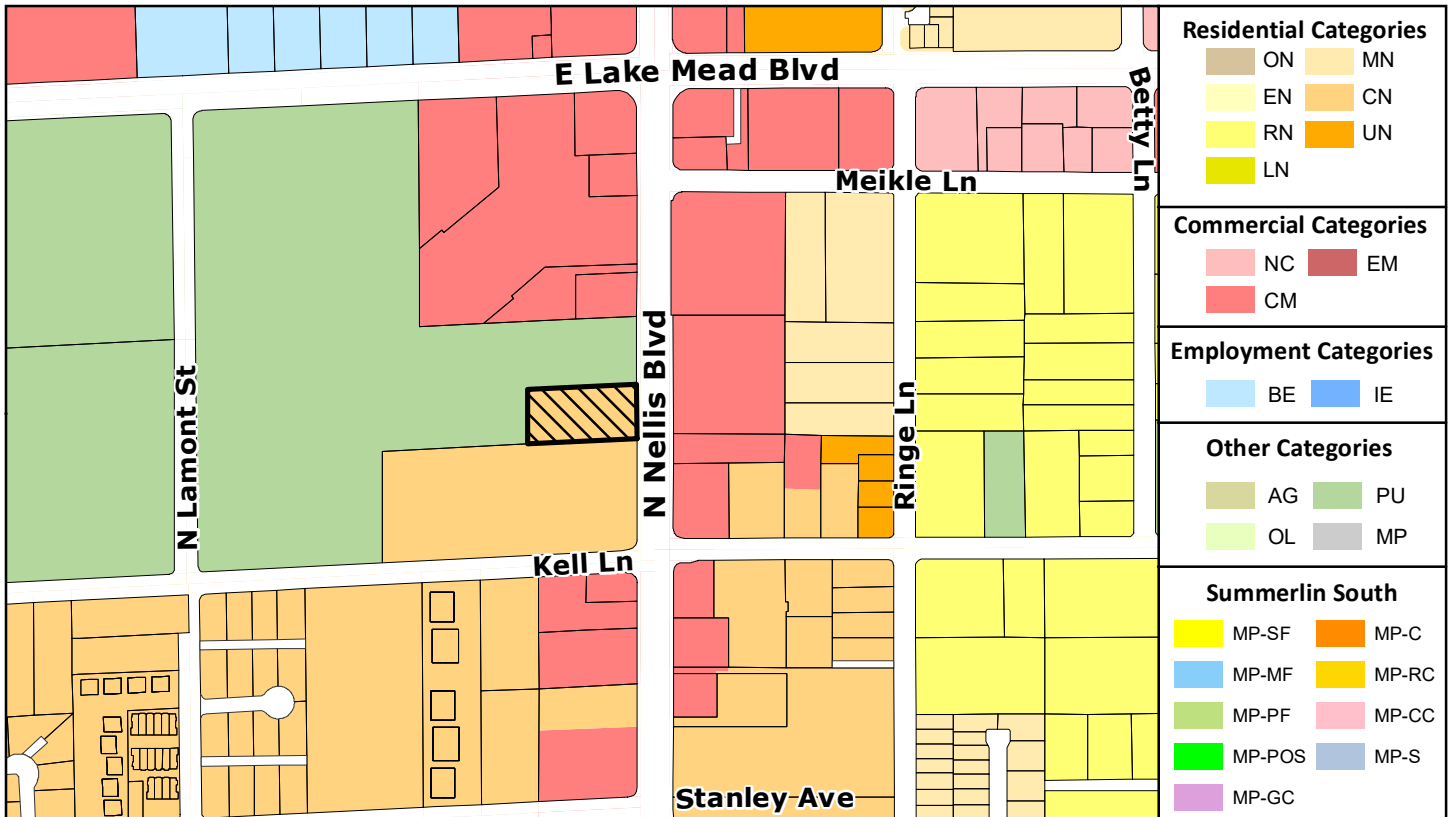 E Lake Mead Blvd
Betty Ln
Meikle Ln
N Lamont St
N Nellis Blvd
Ringe Ln
Kell Ln
Stanley Ave
Residential Categories
ON MN
EN CN
RN UN
LN
Commercial Categories
NC EM
CM
Employment Categories
BE IE
Other Categories
AG PU
OL MP
Summerlin South
MP-SF MP-C
MP-MF MP-RC
MP-PF MP-CC
MP-POS MP-S
MP-GC